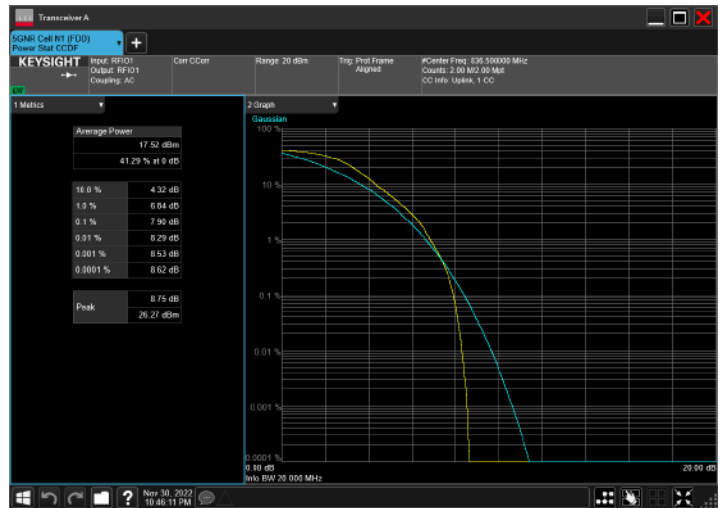 Transceiver A
5GNR Cell N1 (FDD)
Power Stat CCDF
KEYSIGHT
Input: RFIO1
Output: RFIO1
Coupling: AC
Corr CCorr
Range: 20 dBm
Trig: Prot Frame
Aligned
#Center Freq: 836.500000 MHz
Counts: 2.00 M/2.00 Mpt
CC Info: Uplink, 1 CC
1 Metrics
Average Power
17.52 dBm
41.29 % at 0 dB
10.0 % 4.32 dB
1.0 % 6.84 dB
0.1 % 7.90 dB
0.01 % 8.29 dB
0.001 % 8.53 dB
0.0001 % 8.62 dB
Peak
8.75 dB
26.27 dBm
2 Graph
Gaussian
100 %
10 %
1 %
0.1 %
0.01 %
0.001 %
0.0001 %
0.00 dB
20.00 dB
Info BW 20.000 MHz
?
Nov 30, 2022
10:46:11 PM